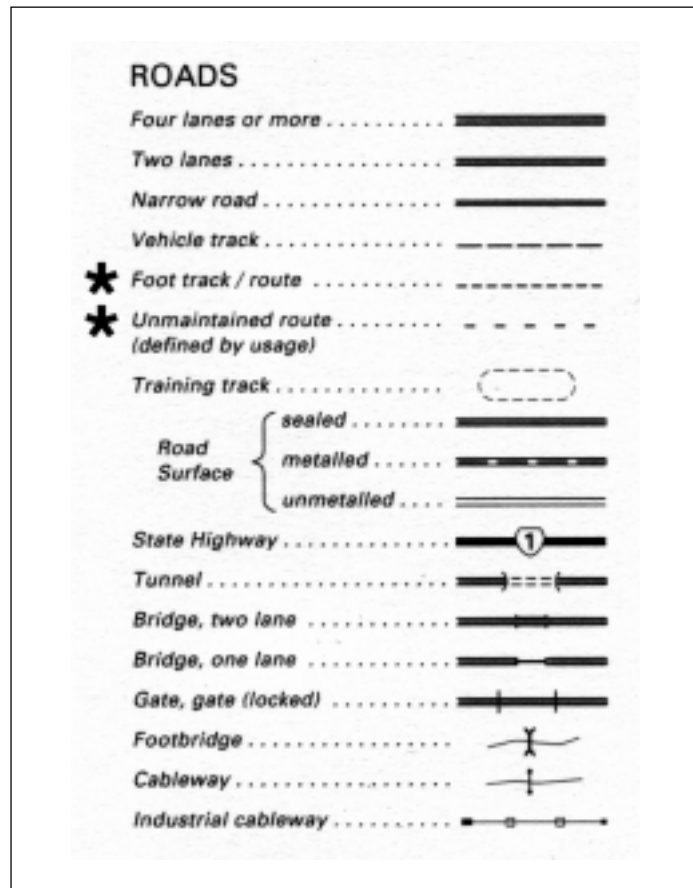 ROADS
Four lanes or more ..........
Two lanes ..................
Narrow road ................
Vehicle track ...............
* Foot track / route ..........
* Unmaintained route ........
(defined by usage)
Training track ..............
Road
Surface
sealed ........
metalled ......
unmetalled ....
State Highway ............. 1
Tunnel .....................
Bridge, two lane ...........
Bridge, one lane ...........
Gate, gate (locked) .........
Footbridge .................
Cableway ..................
Industrial cableway .........